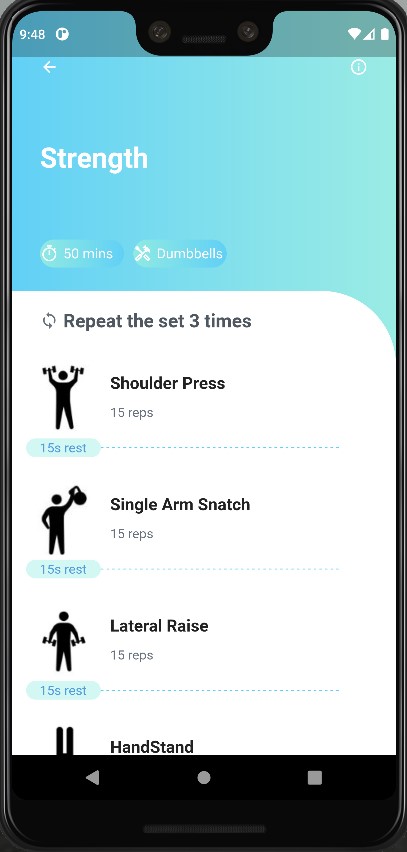 9:48
Strength
50 mins
Dumbbells
Repeat the set 3 times
Shoulder Press
15 reps
15s rest
Single Arm Snatch
15 reps
15s rest
Lateral Raise
15 reps
15s rest
HandStand